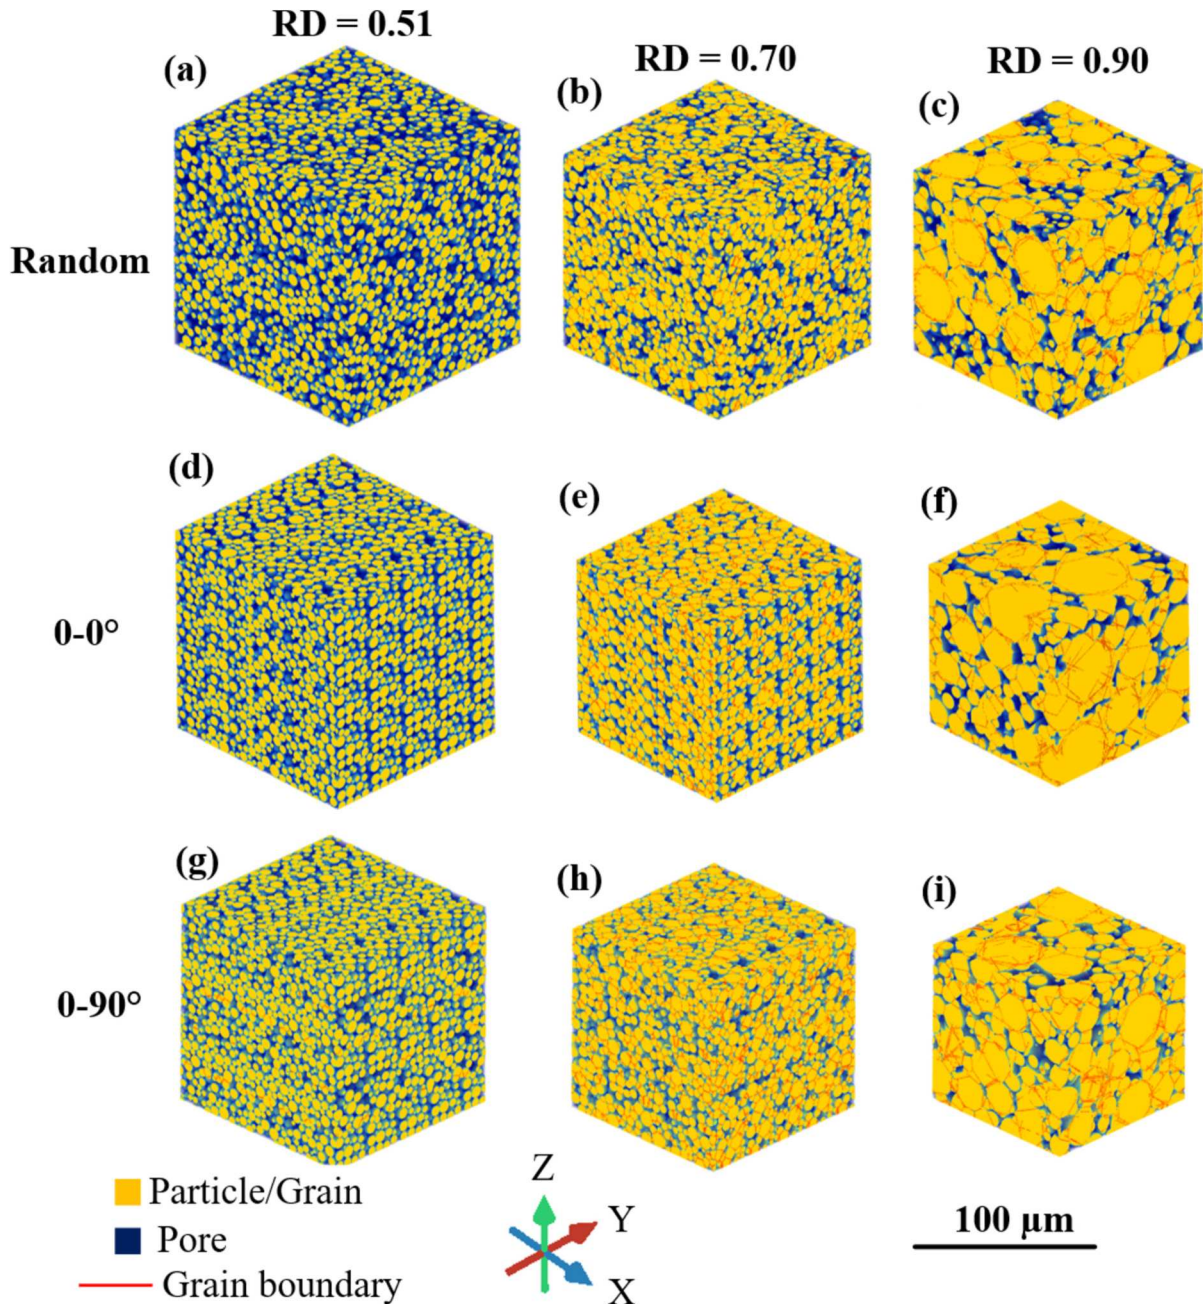 RD = 0.51
RD = 0.70
RD = 0.90
(a)
(b)
(c)
Random
(d)
(e)
(f)
0-0°
(g)
(h)
(i)
0-90°
Particle/Grain
Pore
Grain boundary
Z
Y
X
100 μm